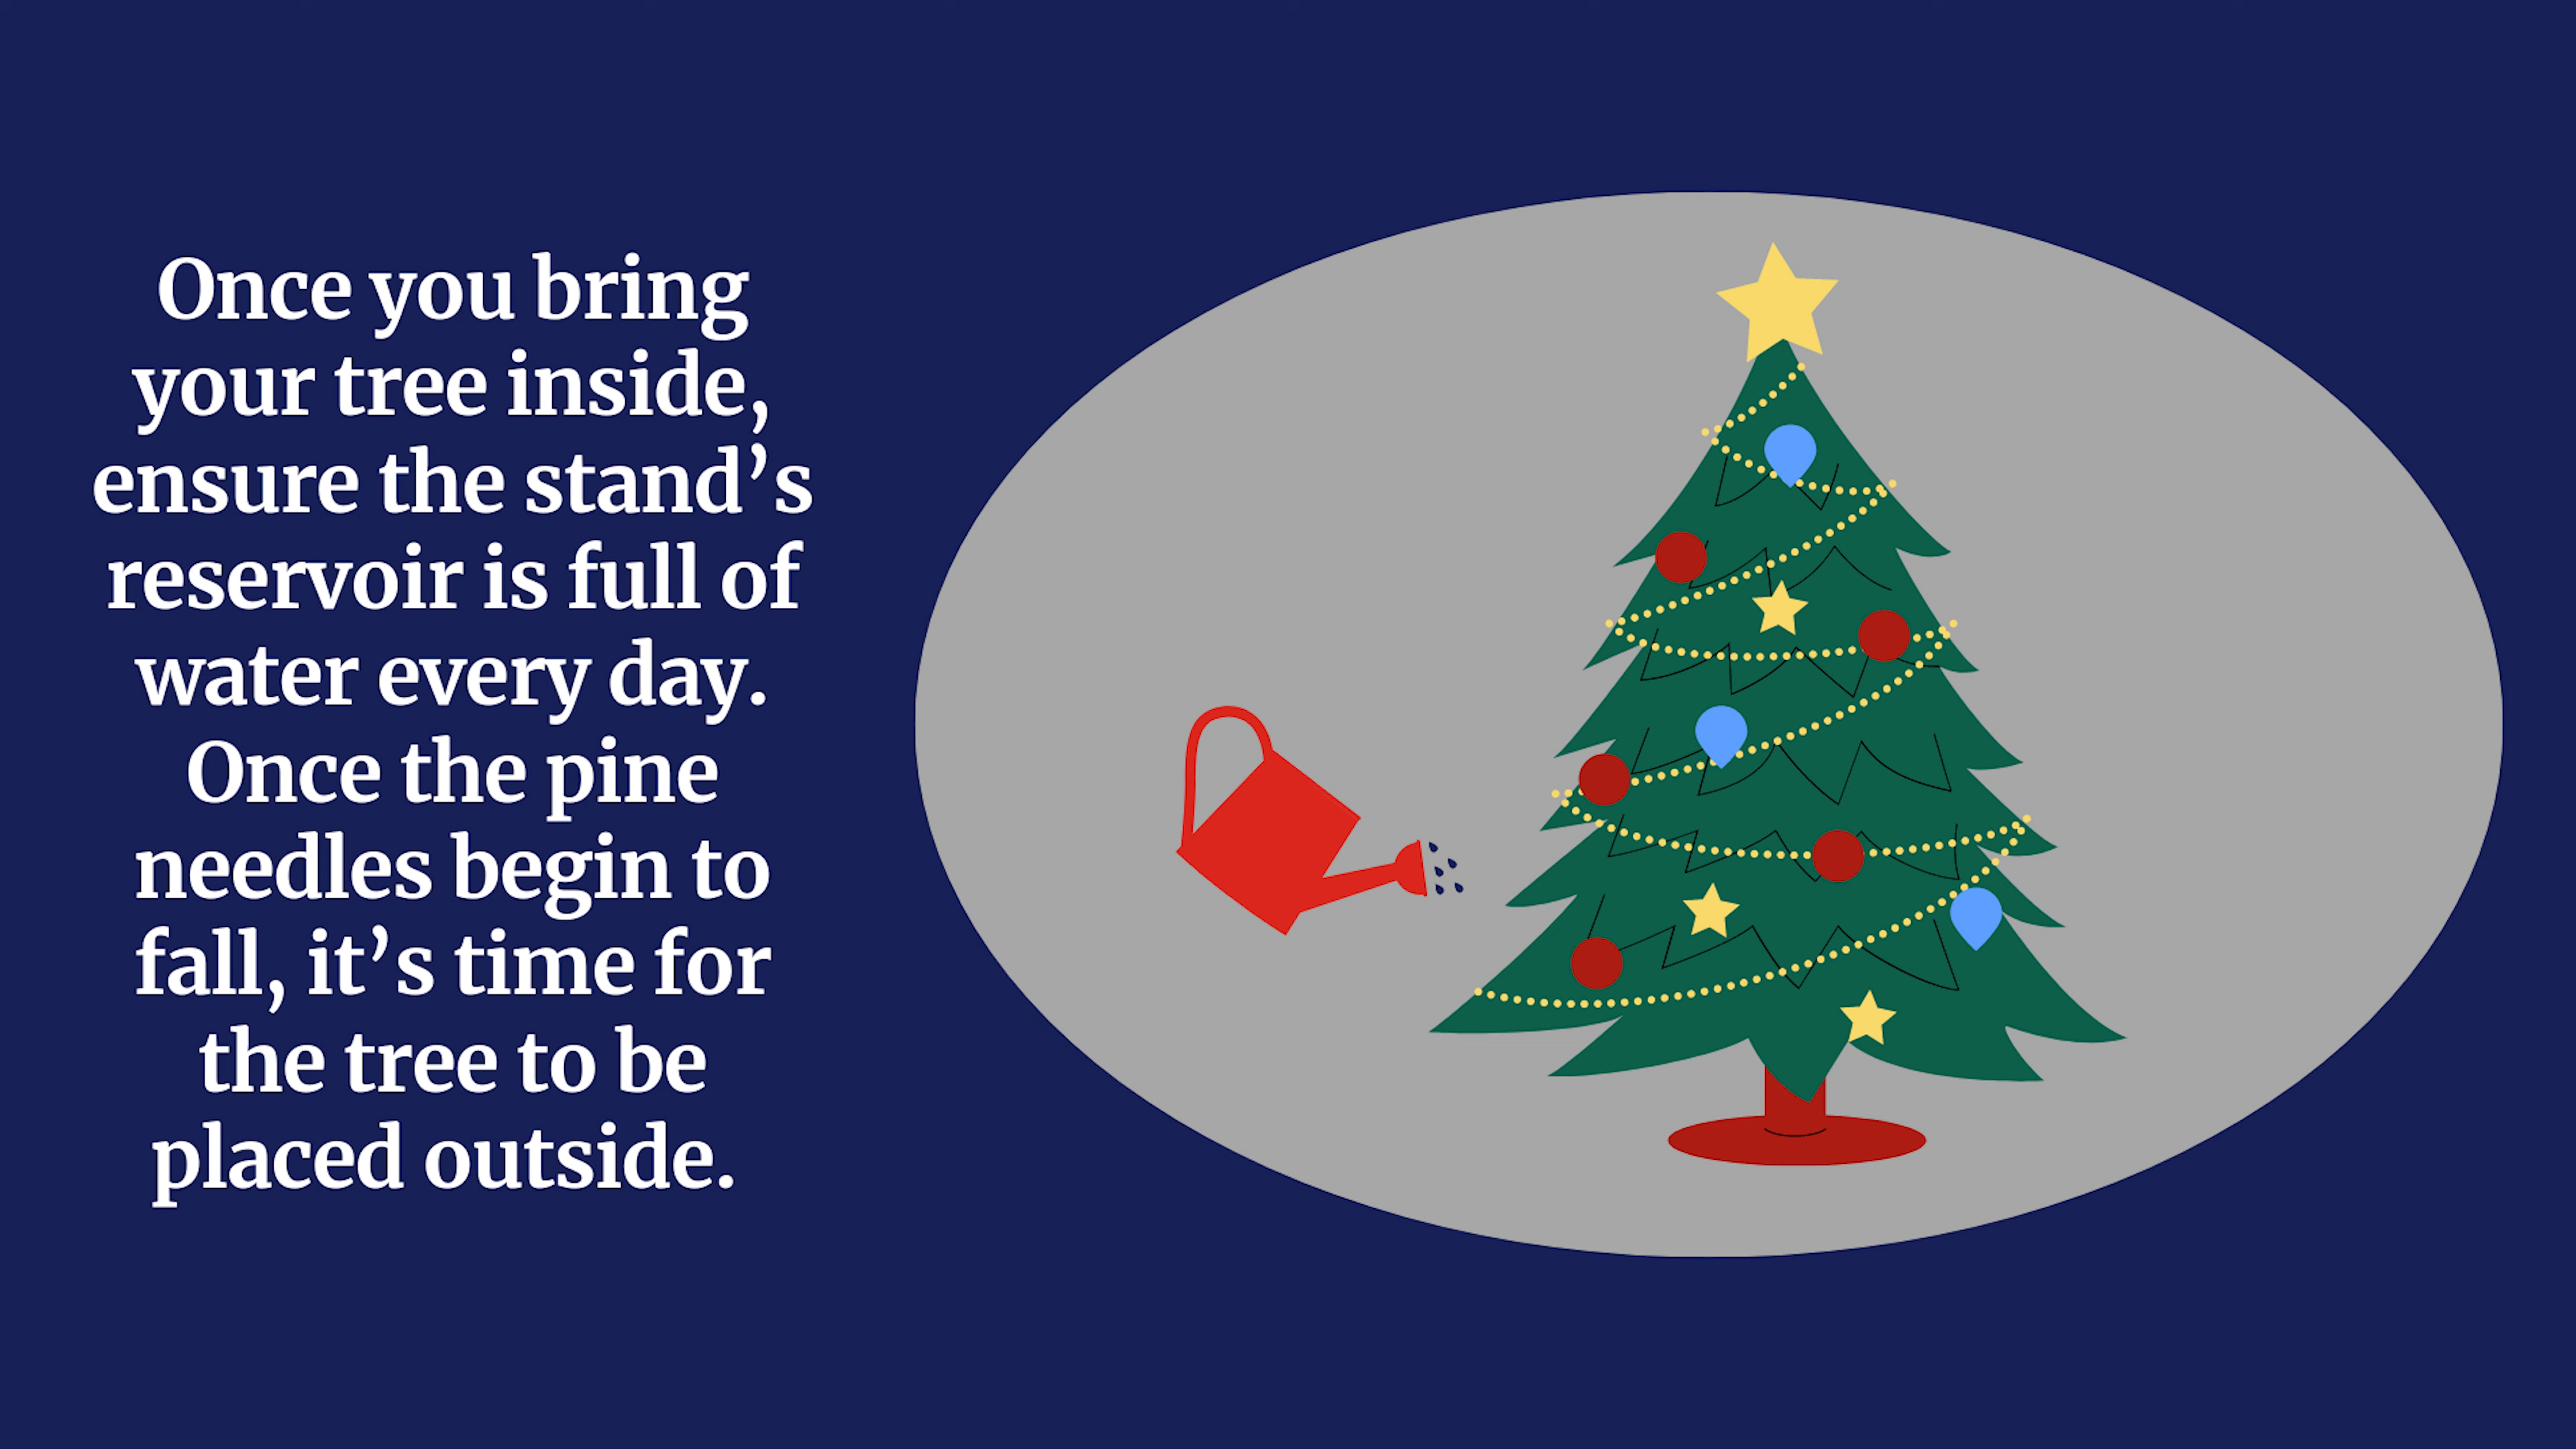 Once you bring
your tree inside,
ensure the stand’s
reservoir is full of
water every day.
Once the pine
needles begin to
fall, it’s time for
the tree to be
placed outside.